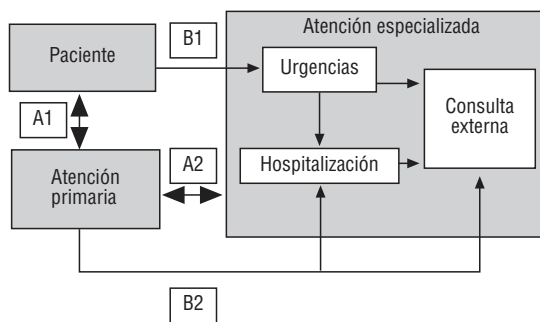 B1
Atención especializada
Paciente
Urgencias
A1
Consulta
externa
A2
Hospitalización
Atención
primaria
B2